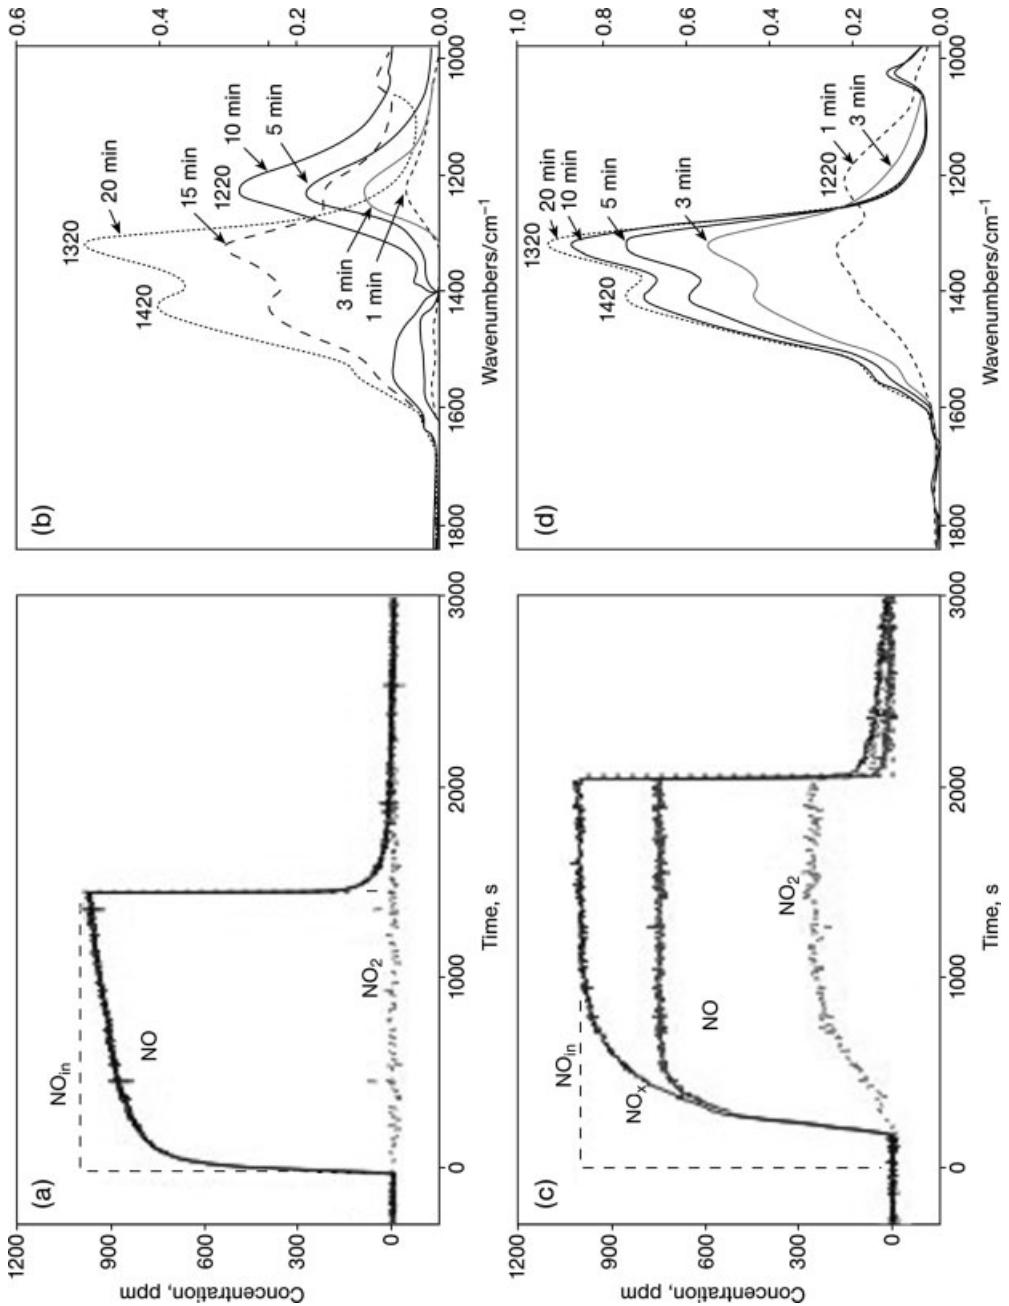 (a)
1200
900
600
300
0
Concentration, ppm
NO_in
NO
NO₂
0
1000
2000
3000
Time, s
(b)
0.6
0.4
0.2
0.0
1320
20 min
1420
15 min
10 min
1220
5 min
3 min
1 min
1800
1600
1400
1200
1000
Wavenumbers/cm⁻¹
(c)
1200
900
600
300
0
Concentration, ppm
NO_in
NOₓ
NO
NO₂
0
1000
2000
3000
Time, s
(d)
1.0
0.8
0.6
0.4
0.2
0.0
1320
20 min
10 min
1420
5 min
3 min
1220
1 min
3 min
1800
1600
1400
1200
1000
Wavenumbers/cm⁻¹